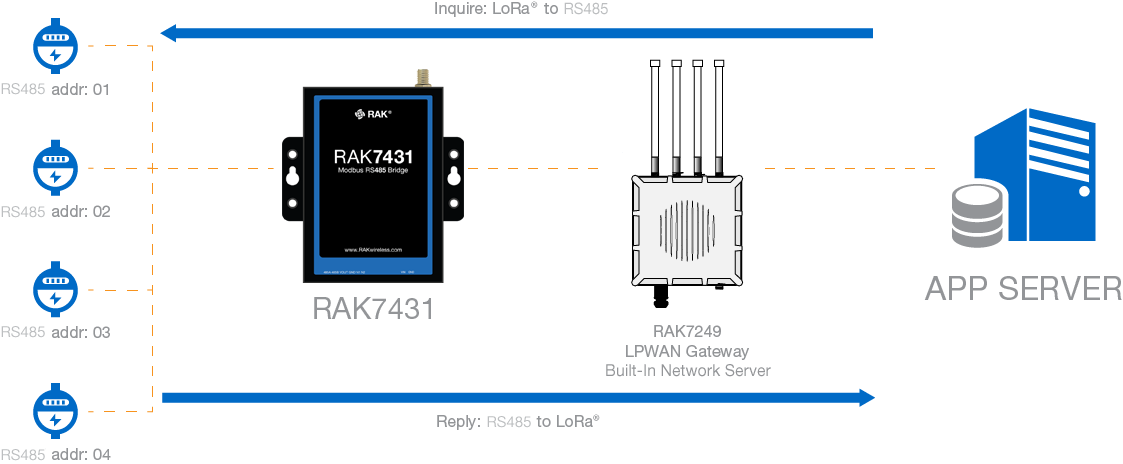 Inquire: LoRa® to RS485
RS485 addr: 01
RS485 addr: 02
RS485 addr: 03
RS485 addr: 04
RAK®
RAK7431
Modbus RS485 Bridge
www.RAKwireless.com
RAK7431
RAK7249
LPWAN Gateway
Built-In Network Server
APP SERVER
Reply: RS485 to LoRa®